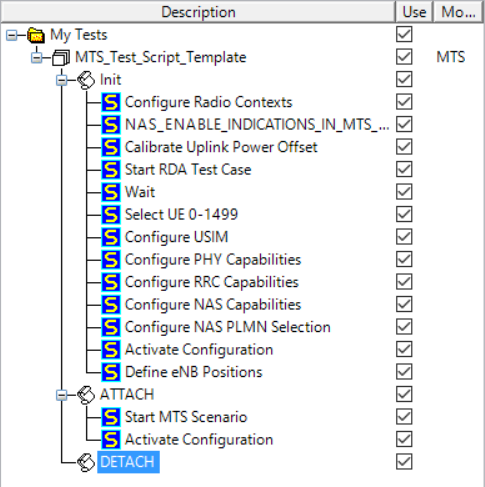 Description Use Mo...
My Tests
MTS_Test_Script_Template MTS
Init
S Configure Radio Contexts
S NAS_ENABLE_INDICATIONS_IN_MTS_...
S Calibrate Uplink Power Offset
S Start RDA Test Case
S Wait
S Select UE 0-1499
S Configure USIM
S Configure PHY Capabilities
S Configure RRC Capabilities
S Configure NAS Capabilities
S Configure NAS PLMN Selection
S Activate Configuration
S Define eNB Positions
ATTACH
S Start MTS Scenario
S Activate Configuration
DETACH